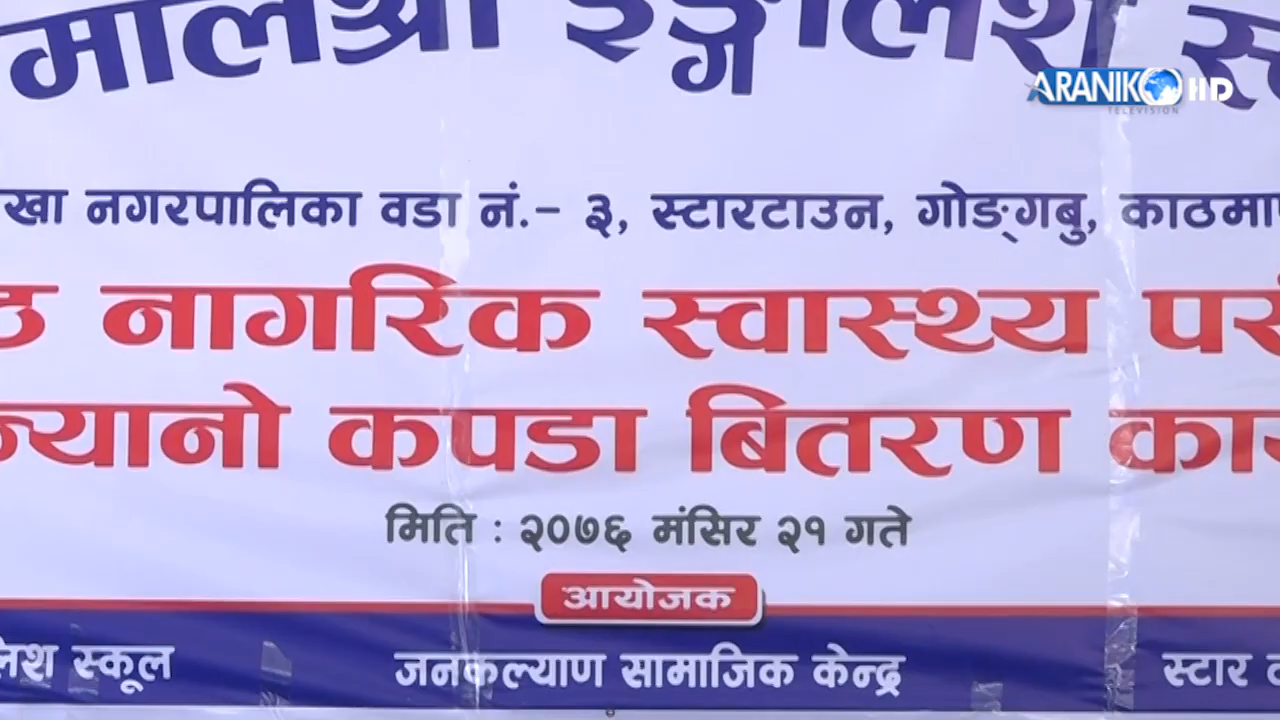 मालश्री इङ्गलिश
ARANIKO HD
TELEVISION
नगरपालिका वडा नं.- ३, स्टारटाउन, गोङ्गबु,
नागरिक स्वास्थ्य
कपडा बितरण
मिति : २०७६ मंसिर २१ गते
आयोजक
स्कूल जनकल्याण सामाजिक केन्द्र स्टार